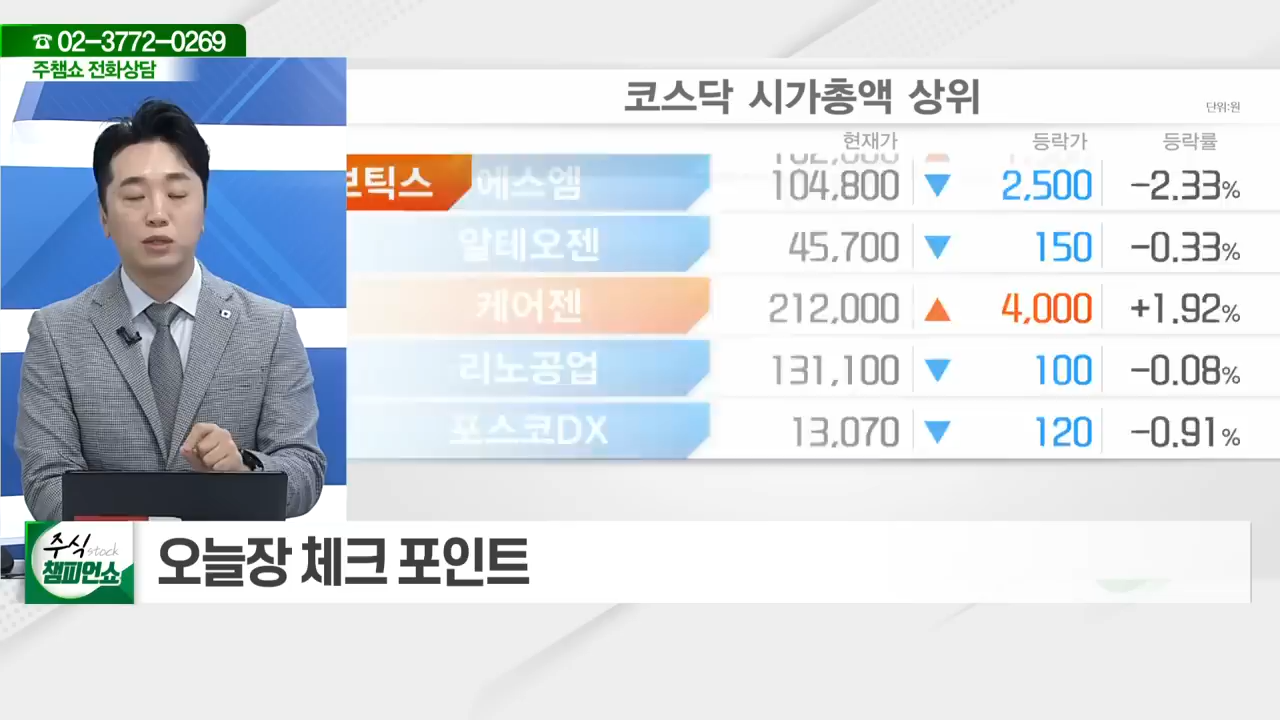 ☎ 02-3772-0269
주챔쇼 전화상담
코스닥 시가총액 상위
단위:원
현재가 등락가 등락률
보틱스 에스엠 104,800 ▼ 2,500 -2.33%
알테오젠 45,700 ▼ 150 -0.33%
케어젠 212,000 ▲ 4,000 +1.92%
리노공업 131,100 ▼ 100 -0.08%
포스코DX 13,070 ▼ 120 -0.91%
주식 stock
챔피언쇼
오늘장 체크 포인트